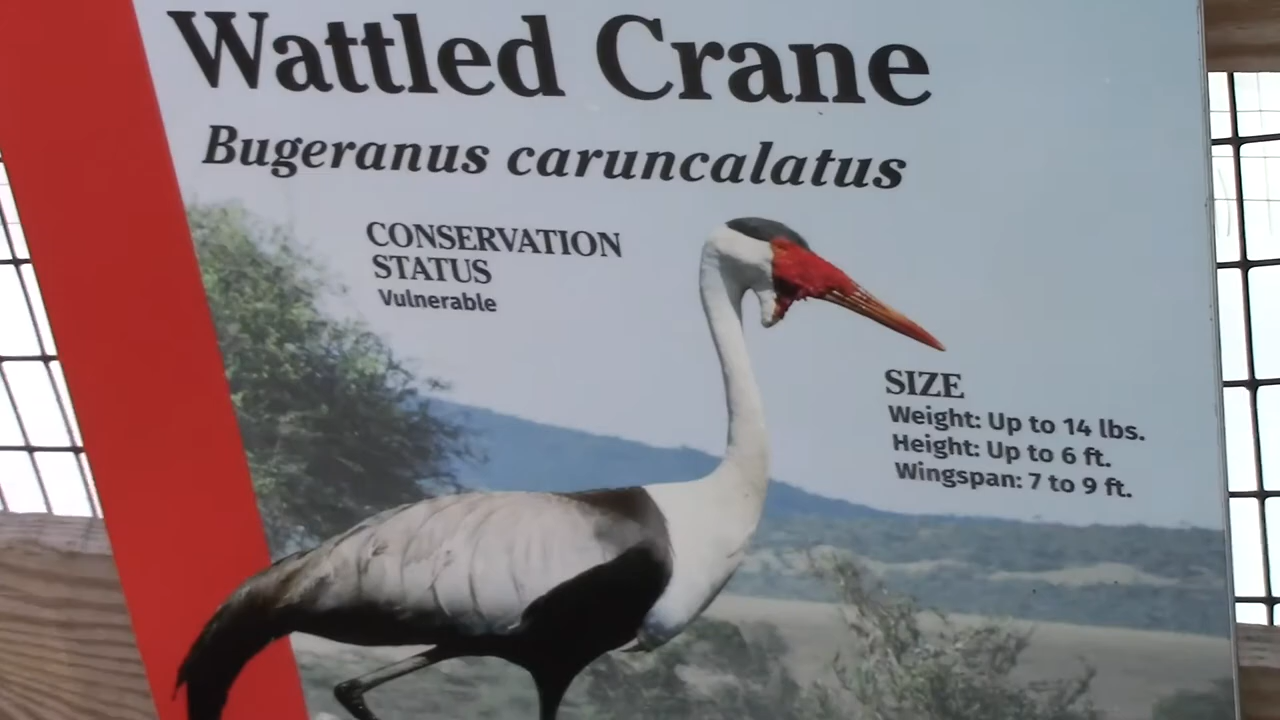 Wattled Crane
Bugeranus caruncalatus
CONSERVATION
STATUS
Vulnerable
SIZE
Weight: Up to 14 lbs.
Height: Up to 6 ft.
Wingspan: 7 to 9 ft.